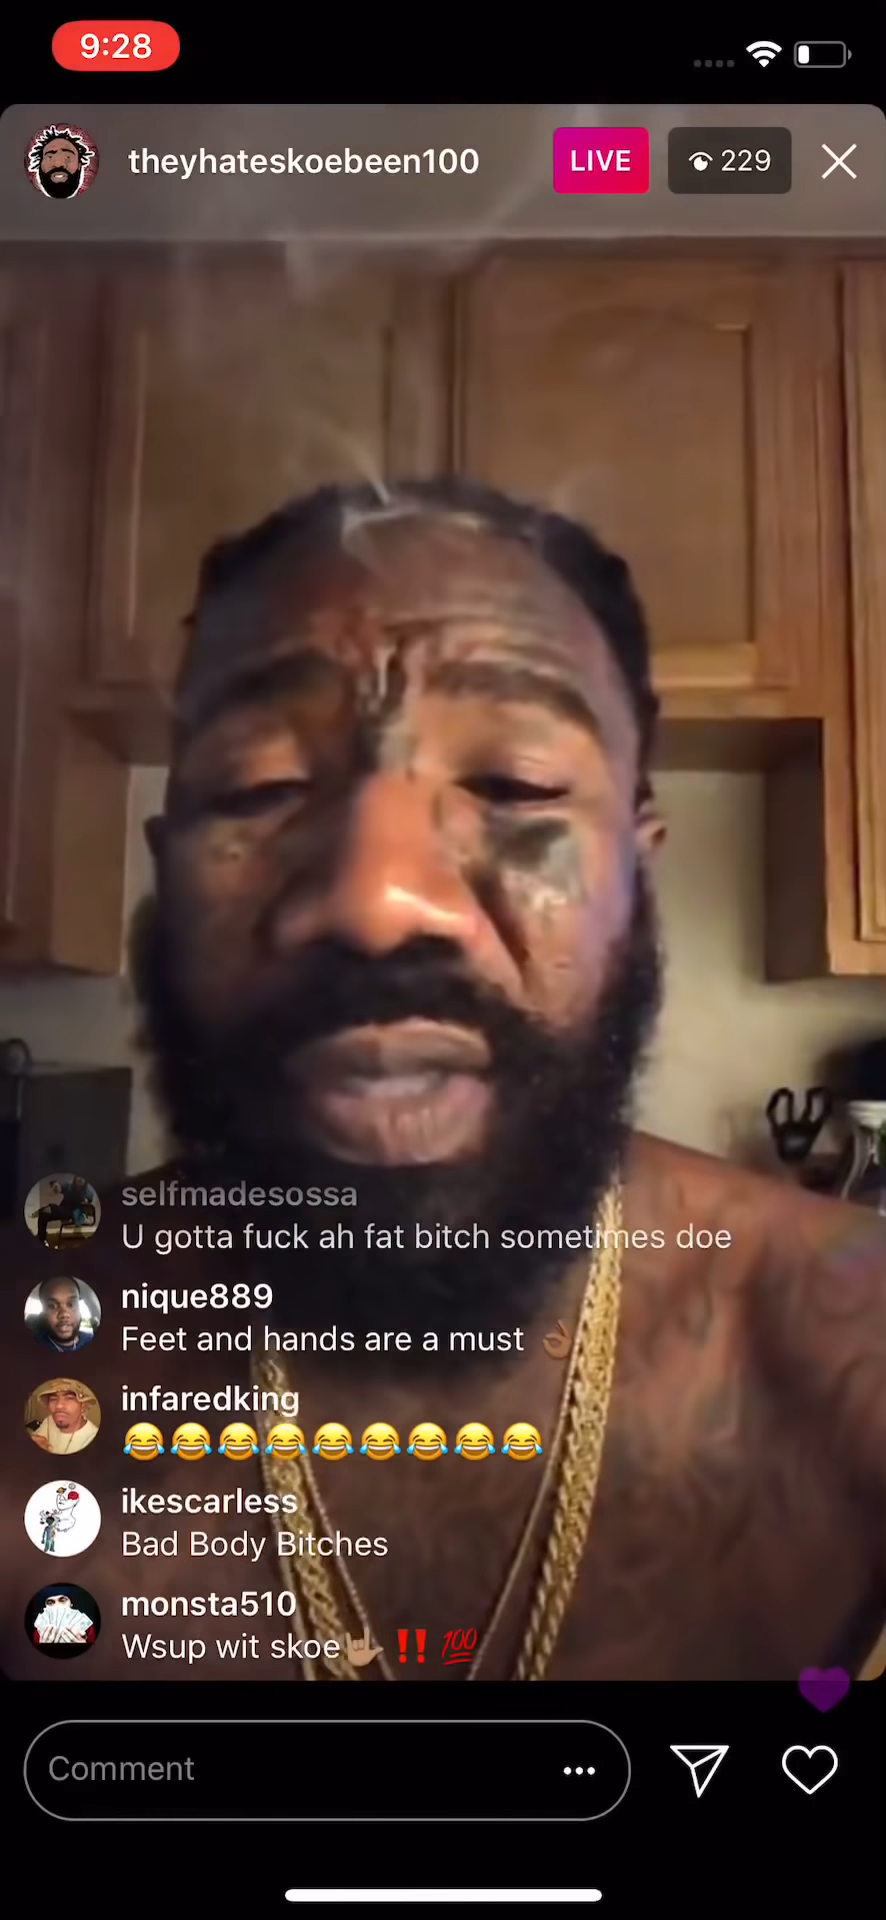 9:28
theyhateskoebeen100
LIVE
229
selfmadesossa
U gotta fuck ah fat bitch sometimes doe
nique889
Feet and hands are a must 👌🏾
infaredking
😂😂😂😂😂😂😂😂😂
ikescarless
Bad Body Bitches
monsta510
Wsup wit skoe🤟🏽‼️💯
Comment